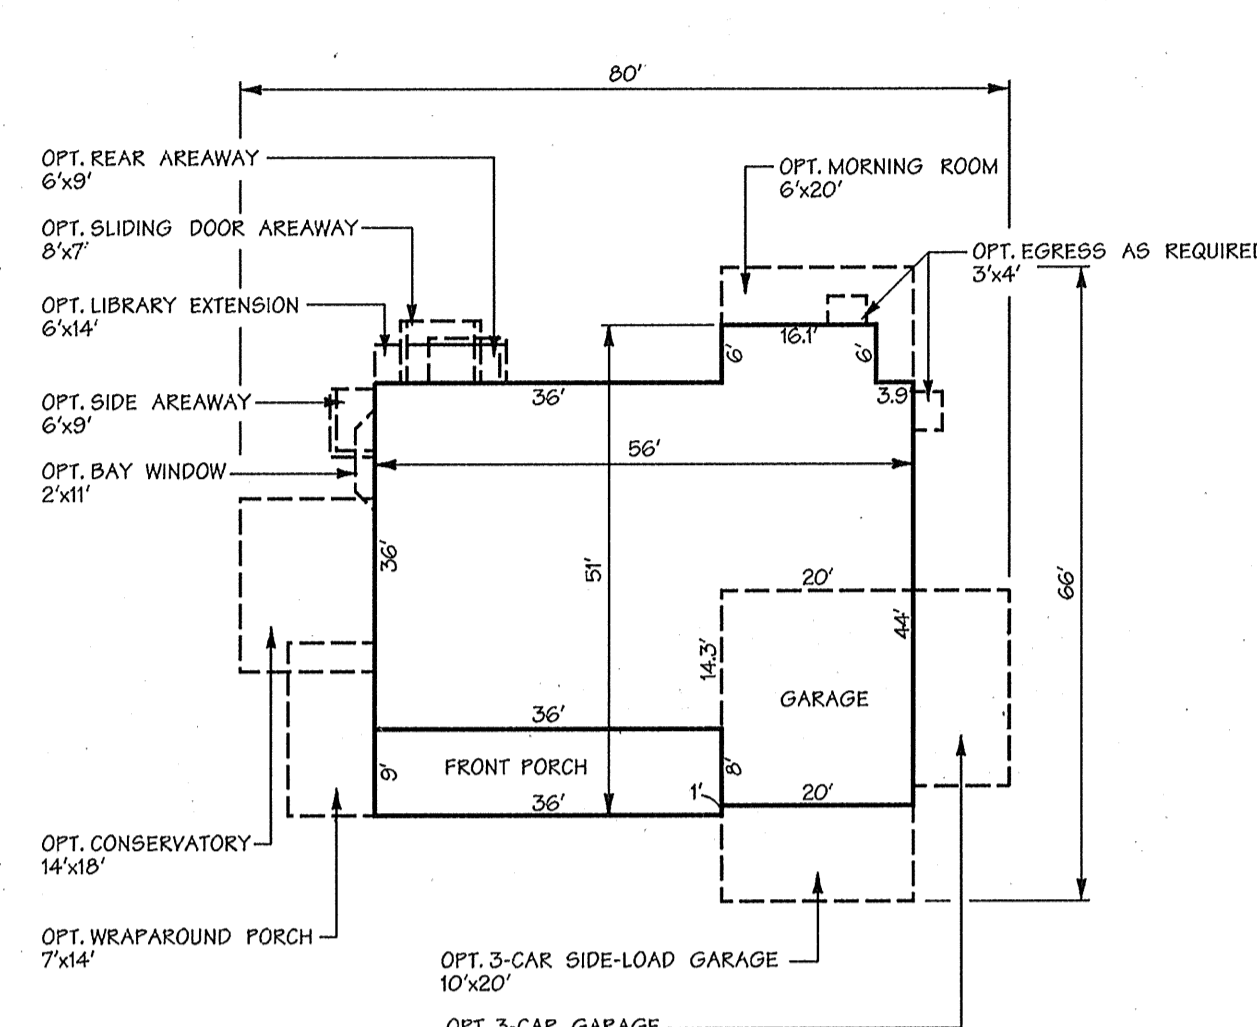 80'
OPT. REAR AREAWAY
6'x9'
OPT. MORNING ROOM
6'x20'
OPT. SLIDING DOOR AREAWAY
8'x7'
OPT. EGRESS AS REQUIRED
3'x4'
OPT. LIBRARY EXTENSION
6'x14'
16.1'
6'
6'
36'
3.9'
OPT. SIDE AREAWAY
6'x9'
56'
OPT. BAY WINDOW
2'x11'
36'
51'
20'
66'
44'
14.3'
GARAGE
36'
9'
FRONT PORCH
8'
1'
20'
36'
OPT. CONSERVATORY
14'x18'
OPT. WRAPAROUND PORCH
7'x14'
OPT. 3-CAR SIDE-LOAD GARAGE
10'x20'
OPT. 3-CAR GARAGE